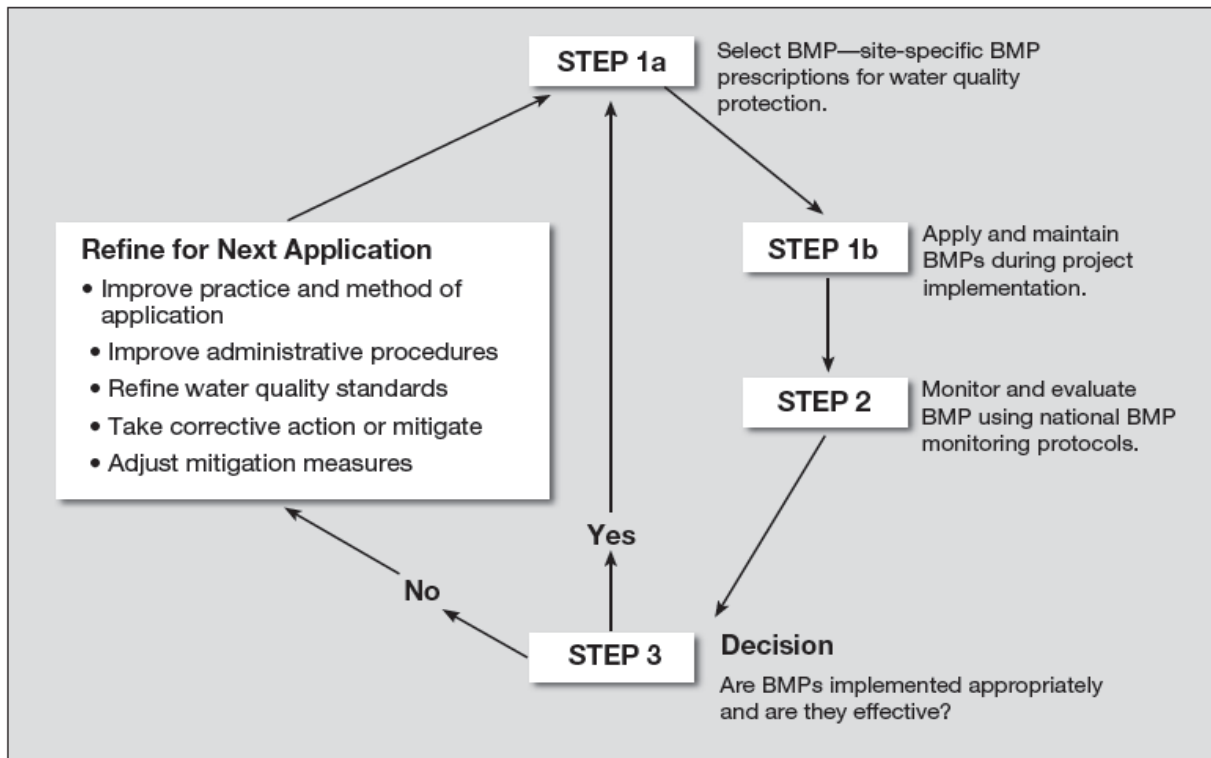 STEP 1a
Select BMP—site-specific BMP
prescriptions for water quality
protection.
STEP 1b
Apply and maintain
BMPs during project
implementation.
STEP 2
Monitor and evaluate
BMP using national BMP
monitoring protocols.
Decision
STEP 3
Are BMPs implemented appropriately
and are they effective?
Yes
No
Refine for Next Application
• Improve practice and method of
application
• Improve administrative procedures
• Refine water quality standards
• Take corrective action or mitigate
• Adjust mitigation measures